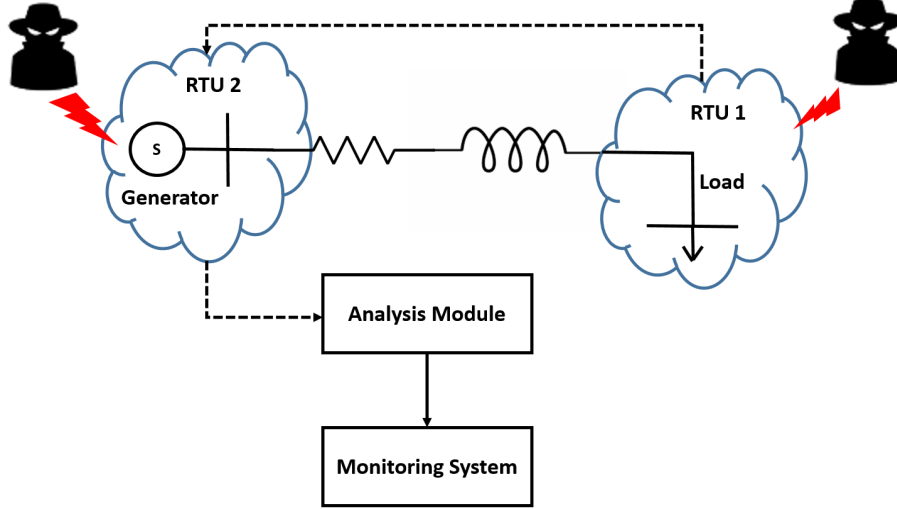 RTU 2
RTU 1
S
Generator
Load
Analysis Module
Monitoring System